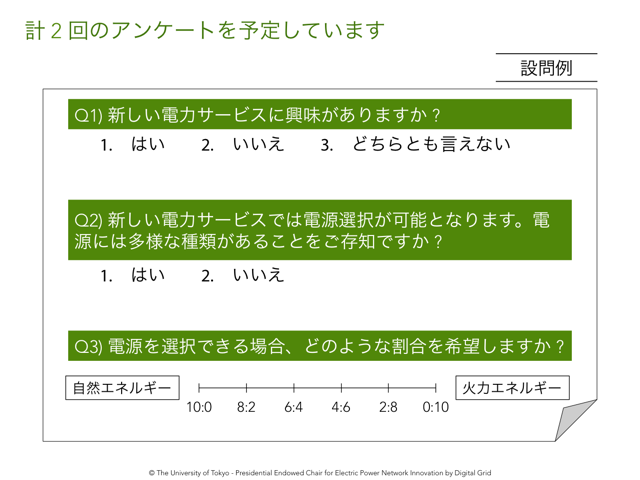 計 2 回のアンケートを予定しています
設問例
Q1) 新しい電力サービスに興味がありますか？
1. はい 2. いいえ 3. どちらとも言えない
Q2) 新しい電力サービスでは電源選択が可能となります。電
源には多様な種類があることをご存知ですか？
1. はい 2. いいえ
Q3) 電源を選択できる場合、どのような割合を希望しますか？
自然エネルギー 火力エネルギー
10:0 8:2 6:4 4:6 2:8 0:10
© The University of Tokyo - Presidential Endowed Chair for Electric Power Network Innovation by Digital Grid